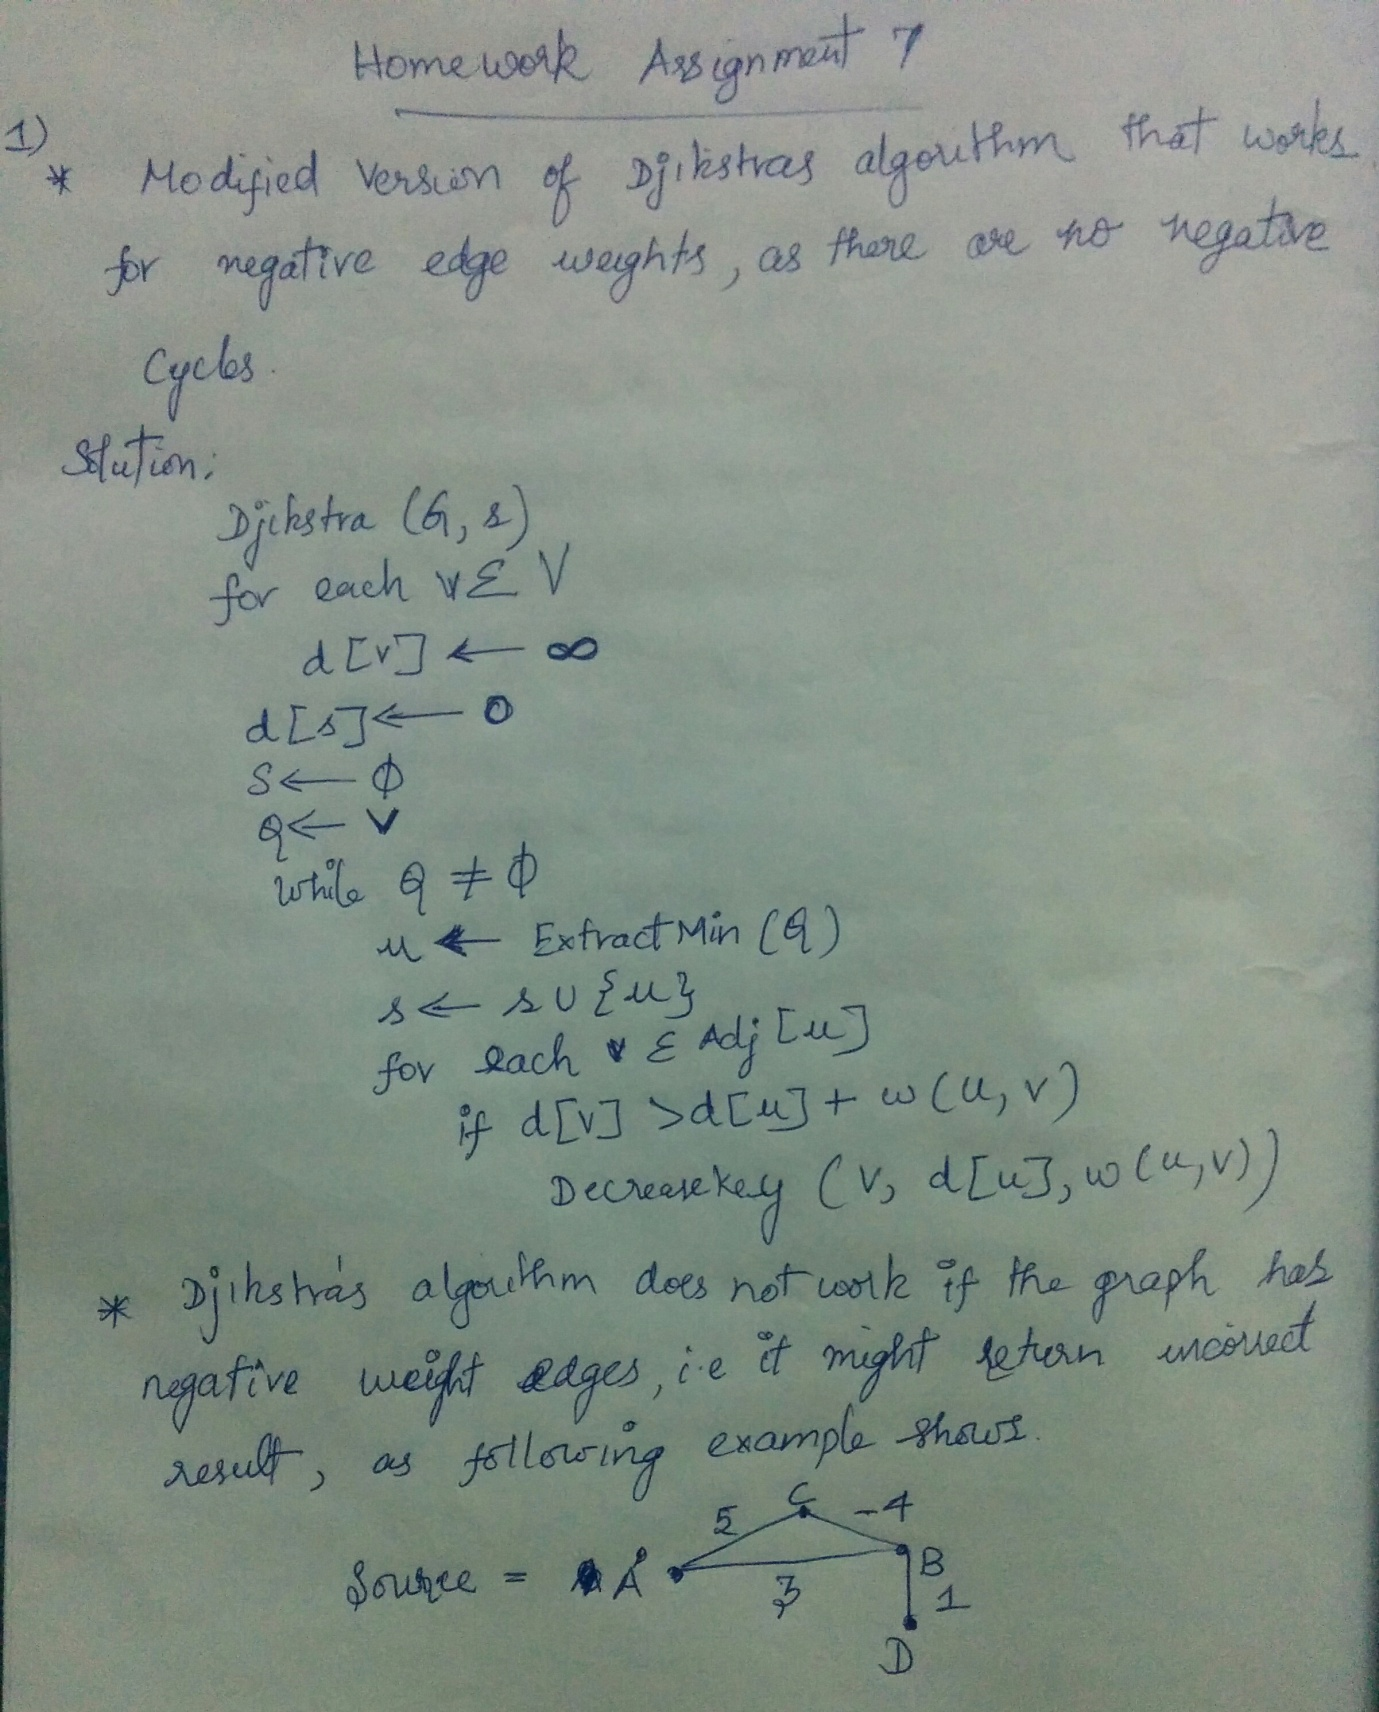 Homework Assignment 7
1)
* Modified Version of Djikstras algorithm that works
for negative edge weights, as there are no negative
Cycles.
Solution:
Djikstra (G, s)
for each v ε V
d[v] ← ∞
d[s] ← 0
S ← ϕ
Q ← V
While Q ≠ ϕ
u ← Extract Min (Q)
s ← s ∪ {u}
for each v ε Adj [u]
if d[v] > d[u] + w(u, v)
Decreasekey (v, d[u], w(u,v))
* Djikstra's algorithm does not work if the graph has
negative weight edges, i.e it might return incorrect
result, as following example shows.
C
5 -4
Source = A
B
3 1
D